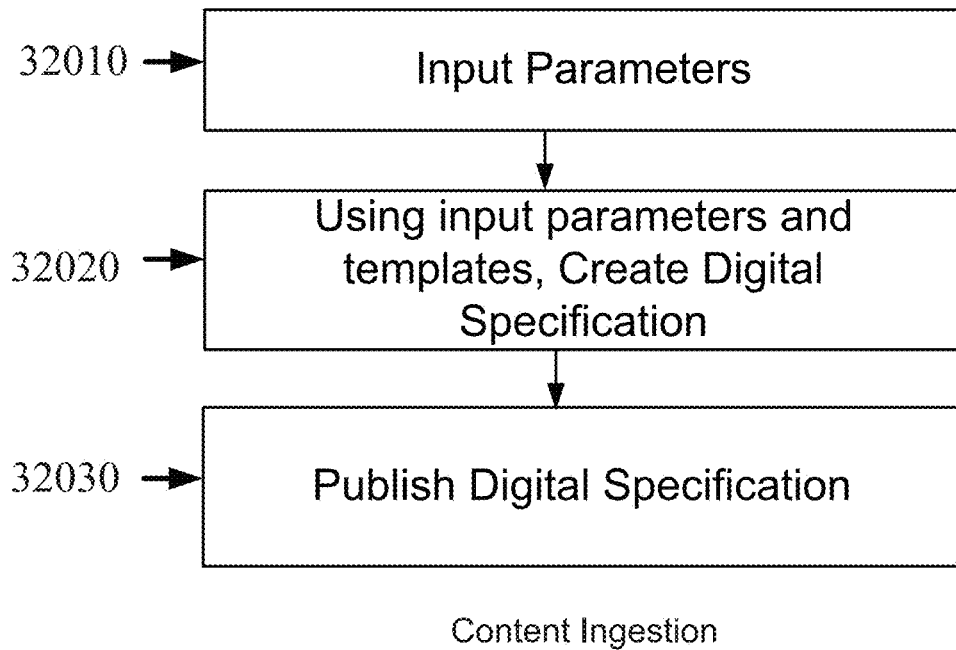 32010
Input Parameters
32020
Using input parameters and
templates, Create Digital
Specification
32030
Publish Digital Specification
Content Ingestion